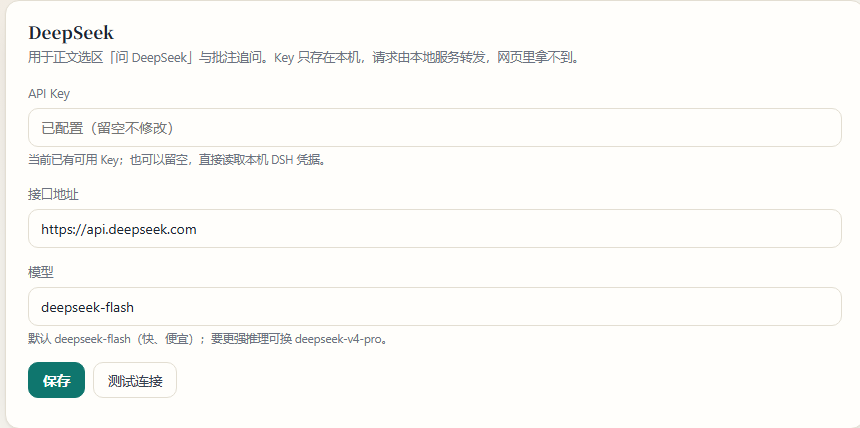 DeepSeek
用于正文选区「问 DeepSeek」与批注追问。Key 只存在本机，请求由本地服务转发，网页里拿不到。
API Key
已配置（留空不修改）
当前已有可用 Key；也可以留空，直接读取本机 DSH 凭据。
接口地址
https://api.deepseek.com
模型
deepseek-flash
默认 deepseek-flash（快、便宜）；要更强推理可换 deepseek-v4-pro。
保存 测试连接